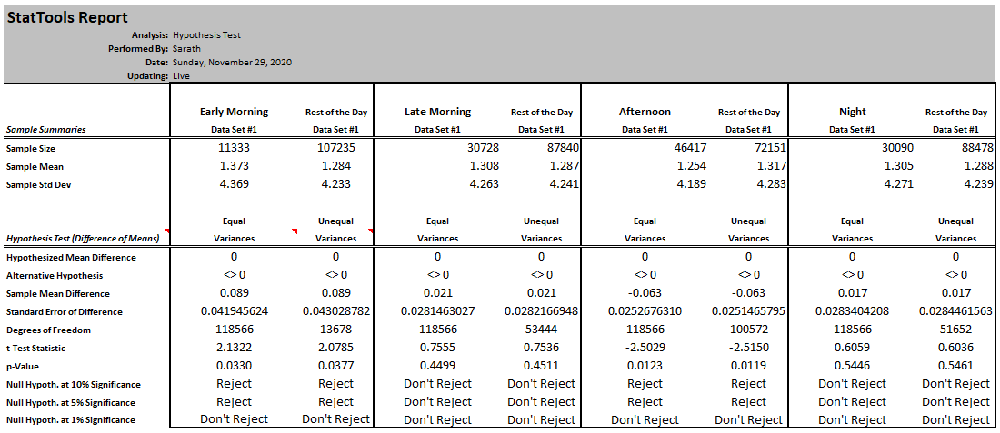 StatTools Report
Analysis: Hypothesis Test
Performed By: Sarath
Date: Sunday, November 29, 2020
Updating: Live
Early Morning Rest of the Day Late Morning Rest of the Day Afternoon Rest of the Day Night Rest of the Day
Sample Summaries Data Set #1 Data Set #1 Data Set #1 Data Set #1 Data Set #1 Data Set #1 Data Set #1 Data Set #1
Sample Size 11333 107235 30728 87840 46417 72151 30090 88478
Sample Mean 1.373 1.284 1.308 1.287 1.254 1.317 1.305 1.288
Sample Std Dev 4.369 4.233 4.263 4.241 4.189 4.283 4.271 4.239
Equal Unequal Equal Unequal Equal Unequal Equal Unequal
Hypothesis Test (Difference of Means) Variances Variances Variances Variances Variances Variances Variances Variances
Hypothesized Mean Difference 0 0 0 0 0 0 0 0
Alternative Hypothesis <> 0 <> 0 <> 0 <> 0 <> 0 <> 0 <> 0 <> 0
Sample Mean Difference 0.089 0.089 0.021 0.021 -0.063 -0.063 0.017 0.017
Standard Error of Difference 0.041945624 0.043028782 0.0281463027 0.0282166948 0.0252676310 0.0251465795 0.0283404208 0.0284461563
Degrees of Freedom 118566 13678 118566 53444 118566 100572 118566 51652
t-Test Statistic 2.1322 2.0785 0.7555 0.7536 -2.5029 -2.5150 0.6059 0.6036
p-Value 0.0330 0.0377 0.4499 0.4511 0.0123 0.0119 0.5446 0.5461
Null Hypoth. at 10% Significance Reject Reject Don't Reject Don't Reject Reject Reject Don't Reject Don't Reject
Null Hypoth. at 5% Significance Reject Reject Don't Reject Don't Reject Reject Reject Don't Reject Don't Reject
Null Hypoth. at 1% Significance Don't Reject Don't Reject Don't Reject Don't Reject Don't Reject Don't Reject Don't Reject Don't Reject